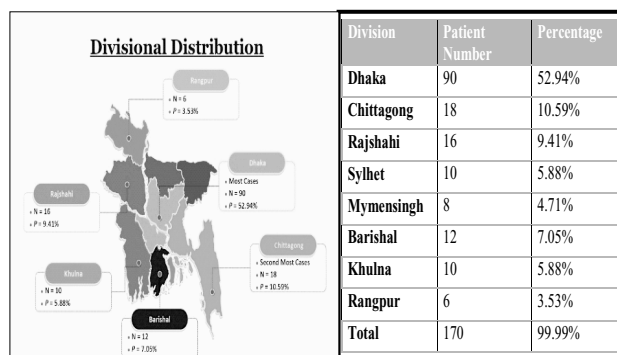 Divisional Distribution
Rangpur
• N = 6
• P = 3.53%
Dhaka
• Most Cases
• N = 90
• P = 52.94%
Rajshahi
• N = 16
• P = 9.41%
Chittagong
• Second Most Cases
• N = 18
• P = 10.59%
Khulna
• N = 10
• P = 5.88%
Barishal
• N = 12
• P = 7.05%
Division Patient Number Percentage
Dhaka 90 52.94%
Chittagong 18 10.59%
Rajshahi 16 9.41%
Sylhet 10 5.88%
Mymensingh 8 4.71%
Barishal 12 7.05%
Khulna 10 5.88%
Rangpur 6 3.53%
Total 170 99.99%